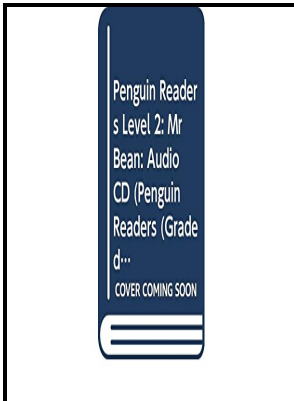 Penguin Reader
s Level 2: Mr
Bean: Audio
CD (Penguin
Readers (Grade
d…
COVER COMING SOON